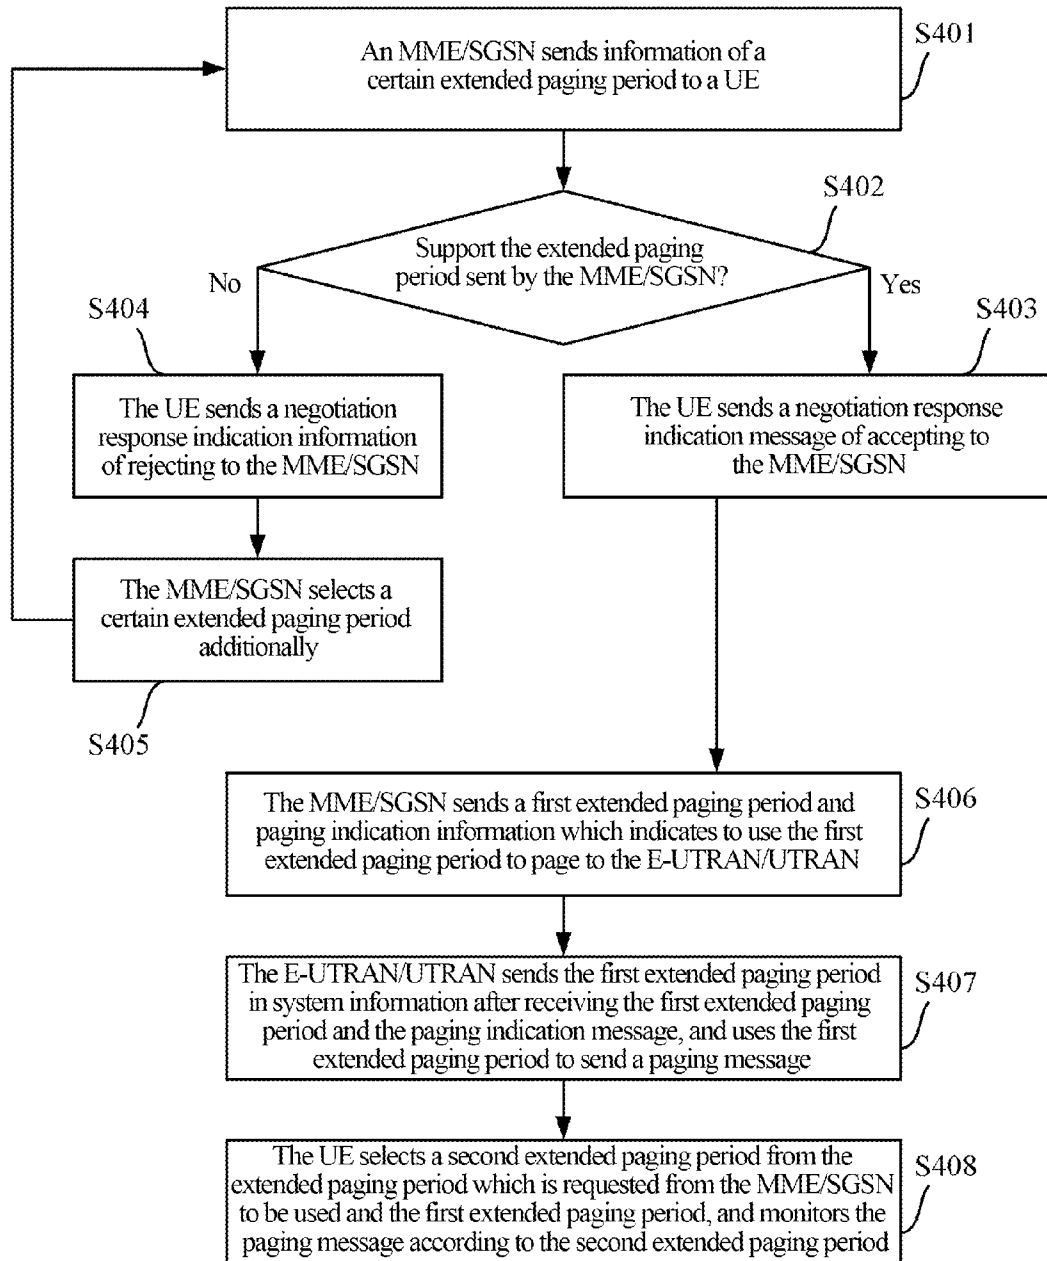 An MME/SGSN sends information of a
certain extended paging period to a UE
S401
S402
Support the extended paging
period sent by the MME/SGSN?
No
Yes
S404
S403
The UE sends a negotiation
response indication information
of rejecting to the MME/SGSN
The UE sends a negotiation response
indication message of accepting to
the MME/SGSN
The MME/SGSN selects a
certain extended paging period
additionally
S405
The MME/SGSN sends a first extended paging period and
paging indication information which indicates to use the first
extended paging period to page to the E-UTRAN/UTRAN
S406
The E-UTRAN/UTRAN sends the first extended paging period
in system information after receiving the first extended paging
period and the paging indication message, and uses the first
extended paging period to send a paging message
S407
The UE selects a second extended paging period from the
extended paging period which is requested from the MME/SGSN
to be used and the first extended paging period, and monitors the
paging message according to the second extended paging period
S408